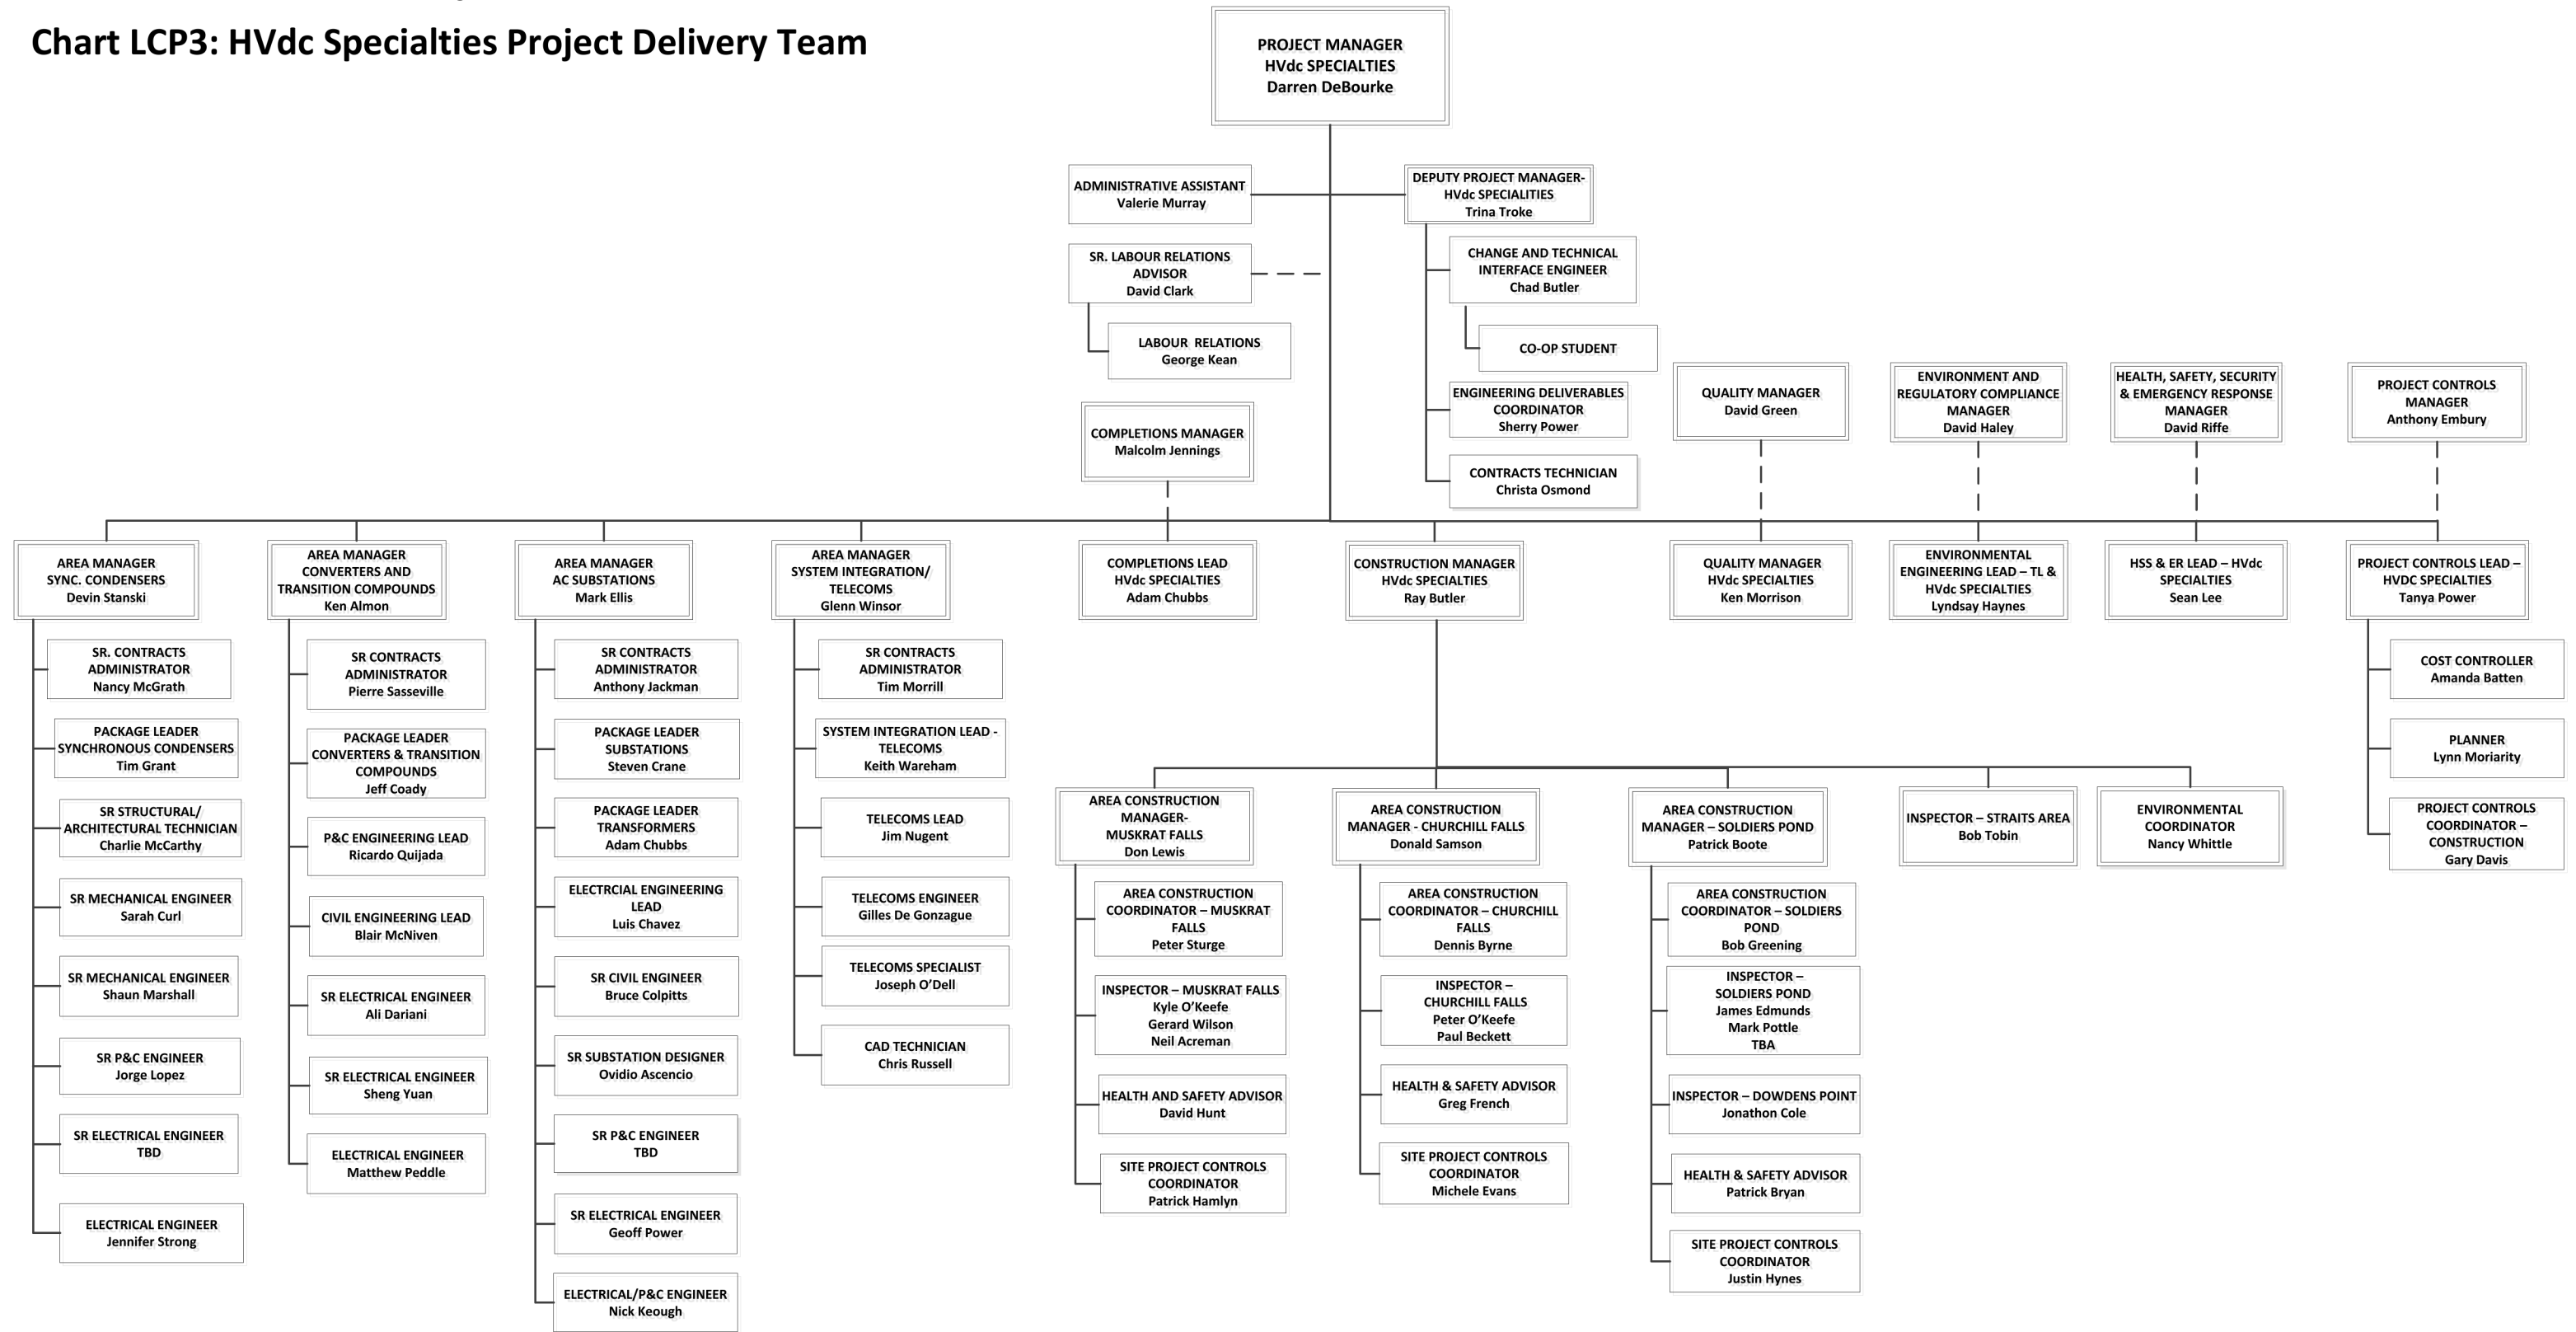 Chart LCP3: HVdc Specialties Project Delivery Team
PROJECT MANAGER
HVdc SPECIALTIES
Darren DeBourke
ADMINISTRATIVE ASSISTANT
Valerie Murray
DEPUTY PROJECT MANAGER-
HVdc SPECIALITIES
Trina Troke
SR. LABOUR RELATIONS
ADVISOR
David Clark
LABOUR RELATIONS
George Kean
CHANGE AND TECHNICAL
INTERFACE ENGINEER
Chad Butler
CO-OP STUDENT
ENGINEERING DELIVERABLES
COORDINATOR
Sherry Power
CONTRACTS TECHNICIAN
Christa Osmond
COMPLETIONS MANAGER
Malcolm Jennings
QUALITY MANAGER
David Green
ENVIRONMENT AND
REGULATORY COMPLIANCE
MANAGER
David Haley
HEALTH, SAFETY, SECURITY
& EMERGENCY RESPONSE
MANAGER
David Riffe
PROJECT CONTROLS
MANAGER
Anthony Embury
AREA MANAGER
SYNC. CONDENSERS
Devin Stanski
SR. CONTRACTS
ADMINISTRATOR
Nancy McGrath
PACKAGE LEADER
SYNCHRONOUS CONDENSERS
Tim Grant
SR STRUCTURAL/
ARCHITECTURAL TECHNICIAN
Charlie McCarthy
SR MECHANICAL ENGINEER
Sarah Curl
SR MECHANICAL ENGINEER
Shaun Marshall
SR P&C ENGINEER
Jorge Lopez
SR ELECTRICAL ENGINEER
TBD
ELECTRICAL ENGINEER
Jennifer Strong
AREA MANAGER
CONVERTERS AND
TRANSITION COMPOUNDS
Ken Almon
SR CONTRACTS
ADMINISTRATOR
Pierre Sasseville
PACKAGE LEADER
CONVERTERS & TRANSITION
COMPOUNDS
Jeff Coady
P&C ENGINEERING LEAD
Ricardo Quijada
CIVIL ENGINEERING LEAD
Blair McNiven
SR ELECTRICAL ENGINEER
Ali Dariani
SR ELECTRICAL ENGINEER
Sheng Yuan
ELECTRICAL ENGINEER
Matthew Peddle
AREA MANAGER
AC SUBSTATIONS
Mark Ellis
SR CONTRACTS
ADMINISTRATOR
Anthony Jackman
PACKAGE LEADER
SUBSTATIONS
Steven Crane
PACKAGE LEADER
TRANSFORMERS
Adam Chubbs
ELECTRCIAL ENGINEERING
LEAD
Luis Chavez
SR CIVIL ENGINEER
Bruce Colpitts
SR SUBSTATION DESIGNER
Ovidio Ascencio
SR P&C ENGINEER
TBD
SR ELECTRICAL ENGINEER
Geoff Power
ELECTRICAL/P&C ENGINEER
Nick Keough
AREA MANAGER
SYSTEM INTEGRATION/
TELECOMS
Glenn Winsor
SR CONTRACTS
ADMINISTRATOR
Tim Morrill
SYSTEM INTEGRATION LEAD -
TELECOMS
Keith Wareham
TELECOMS LEAD
Jim Nugent
TELECOMS ENGINEER
Gilles De Gonzague
TELECOMS SPECIALIST
Joseph O’Dell
CAD TECHNICIAN
Chris Russell
COMPLETIONS LEAD
HVdc SPECIALTIES
Adam Chubbs
CONSTRUCTION MANAGER
HVdc SPECIALTIES
Ray Butler
AREA CONSTRUCTION
MANAGER-
MUSKRAT FALLS
Don Lewis
AREA CONSTRUCTION
COORDINATOR – MUSKRAT
FALLS
Peter Sturge
INSPECTOR – MUSKRAT FALLS
Kyle O’Keefe
Gerard Wilson
Neil Acreman
HEALTH AND SAFETY ADVISOR
David Hunt
SITE PROJECT CONTROLS
COORDINATOR
Patrick Hamlyn
AREA CONSTRUCTION
MANAGER - CHURCHILL FALLS
Donald Samson
AREA CONSTRUCTION
COORDINATOR – CHURCHILL
FALLS
Dennis Byrne
INSPECTOR –
CHURCHILL FALLS
Peter O’Keefe
Paul Beckett
HEALTH & SAFETY ADVISOR
Greg French
SITE PROJECT CONTROLS
COORDINATOR
Michele Evans
AREA CONSTRUCTION
MANAGER – SOLDIERS POND
Patrick Boote
AREA CONSTRUCTION
COORDINATOR – SOLDIERS
POND
Bob Greening
INSPECTOR –
SOLDIERS POND
James Edmunds
Mark Pottle
TBA
INSPECTOR – DOWDENS POINT
Jonathon Cole
HEALTH & SAFETY ADVISOR
Patrick Bryan
SITE PROJECT CONTROLS
COORDINATOR
Justin Hynes
INSPECTOR – STRAITS AREA
Bob Tobin
ENVIRONMENTAL
COORDINATOR
Nancy Whittle
QUALITY MANAGER
HVdc SPECIALTIES
Ken Morrison
ENVIRONMENTAL
ENGINEERING LEAD – TL &
HVdc SPECIALTIES
Lyndsay Haynes
HSS & ER LEAD – HVdc
SPECIALTIES
Sean Lee
PROJECT CONTROLS LEAD –
HVDC SPECIALTIES
Tanya Power
COST CONTROLLER
Amanda Batten
PLANNER
Lynn Moriarity
PROJECT CONTROLS
COORDINATOR –
CONSTRUCTION
Gary Davis